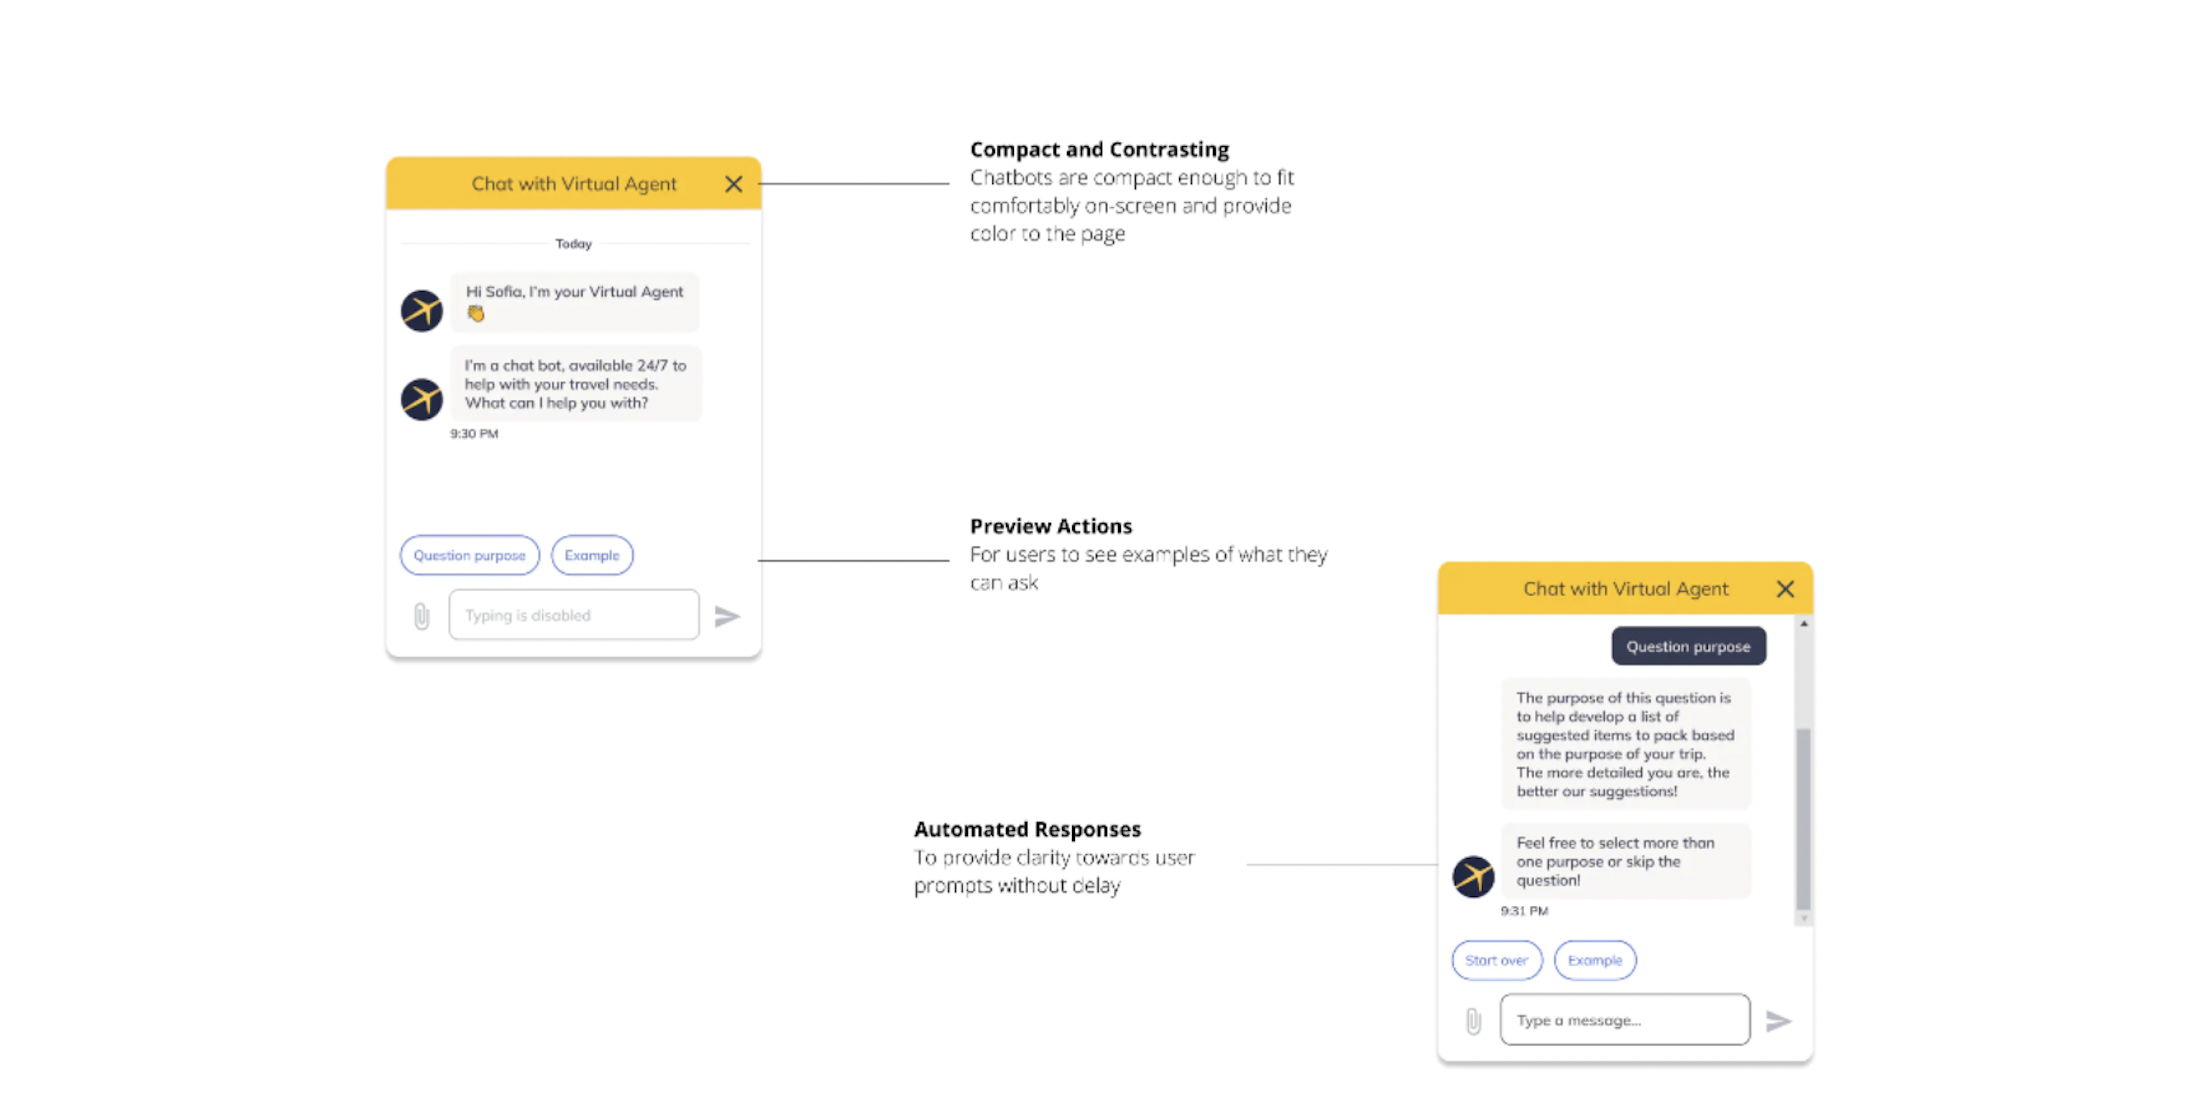 Chat with Virtual Agent
Today
Hi Sofia, I'm your Virtual Agent
👏
I'm a chat bot, available 24/7 to
help with your travel needs.
What can I help you with?
9:30 PM
Question purpose
Example
Typing is disabled
Compact and Contrasting
Chatbots are compact enough to fit
comfortably on-screen and provide
color to the page
Preview Actions
For users to see examples of what they
can ask
Automated Responses
To provide clarity towards user
prompts without delay
Chat with Virtual Agent
Question purpose
The purpose of this question is
to help develop a list of
suggested items to pack based
on the purpose of your trip.
The more detailed you are, the
better our suggestions!
Feel free to select more than
one purpose or skip the
question!
9:31 PM
Start over
Example
Type a message...